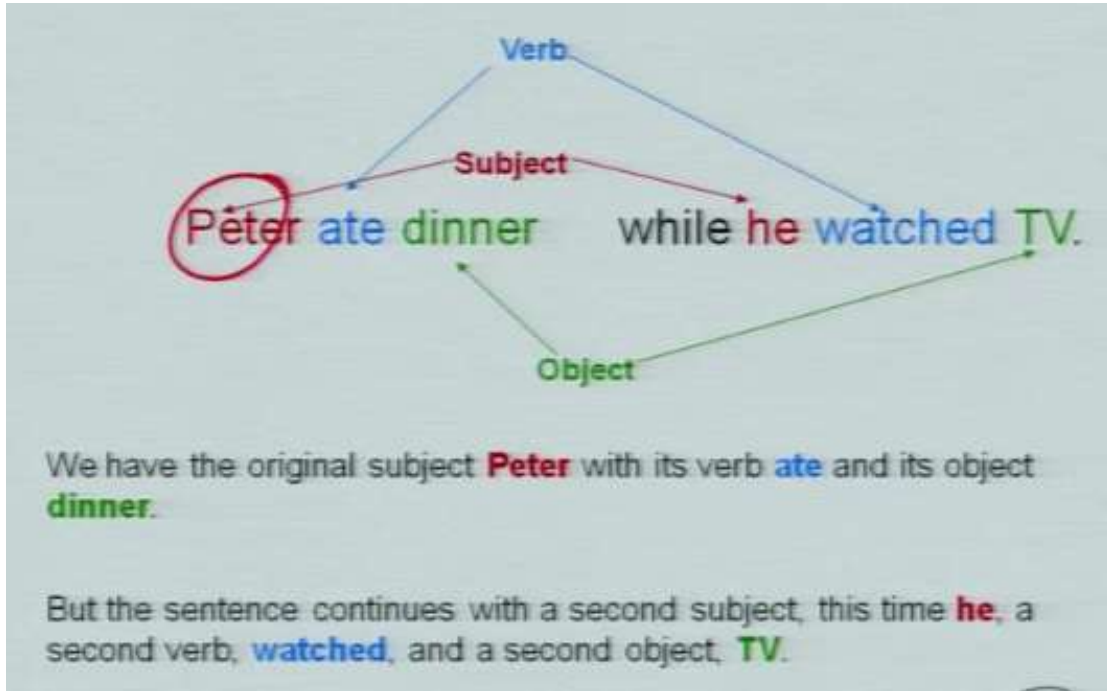 Verb
Subject
Peter ate dinner while he watched TV.
Object
We have the original subject Peter with its verb ate and its object
dinner.
But the sentence continues with a second subject, this time he, a
second verb, watched, and a second object, TV.